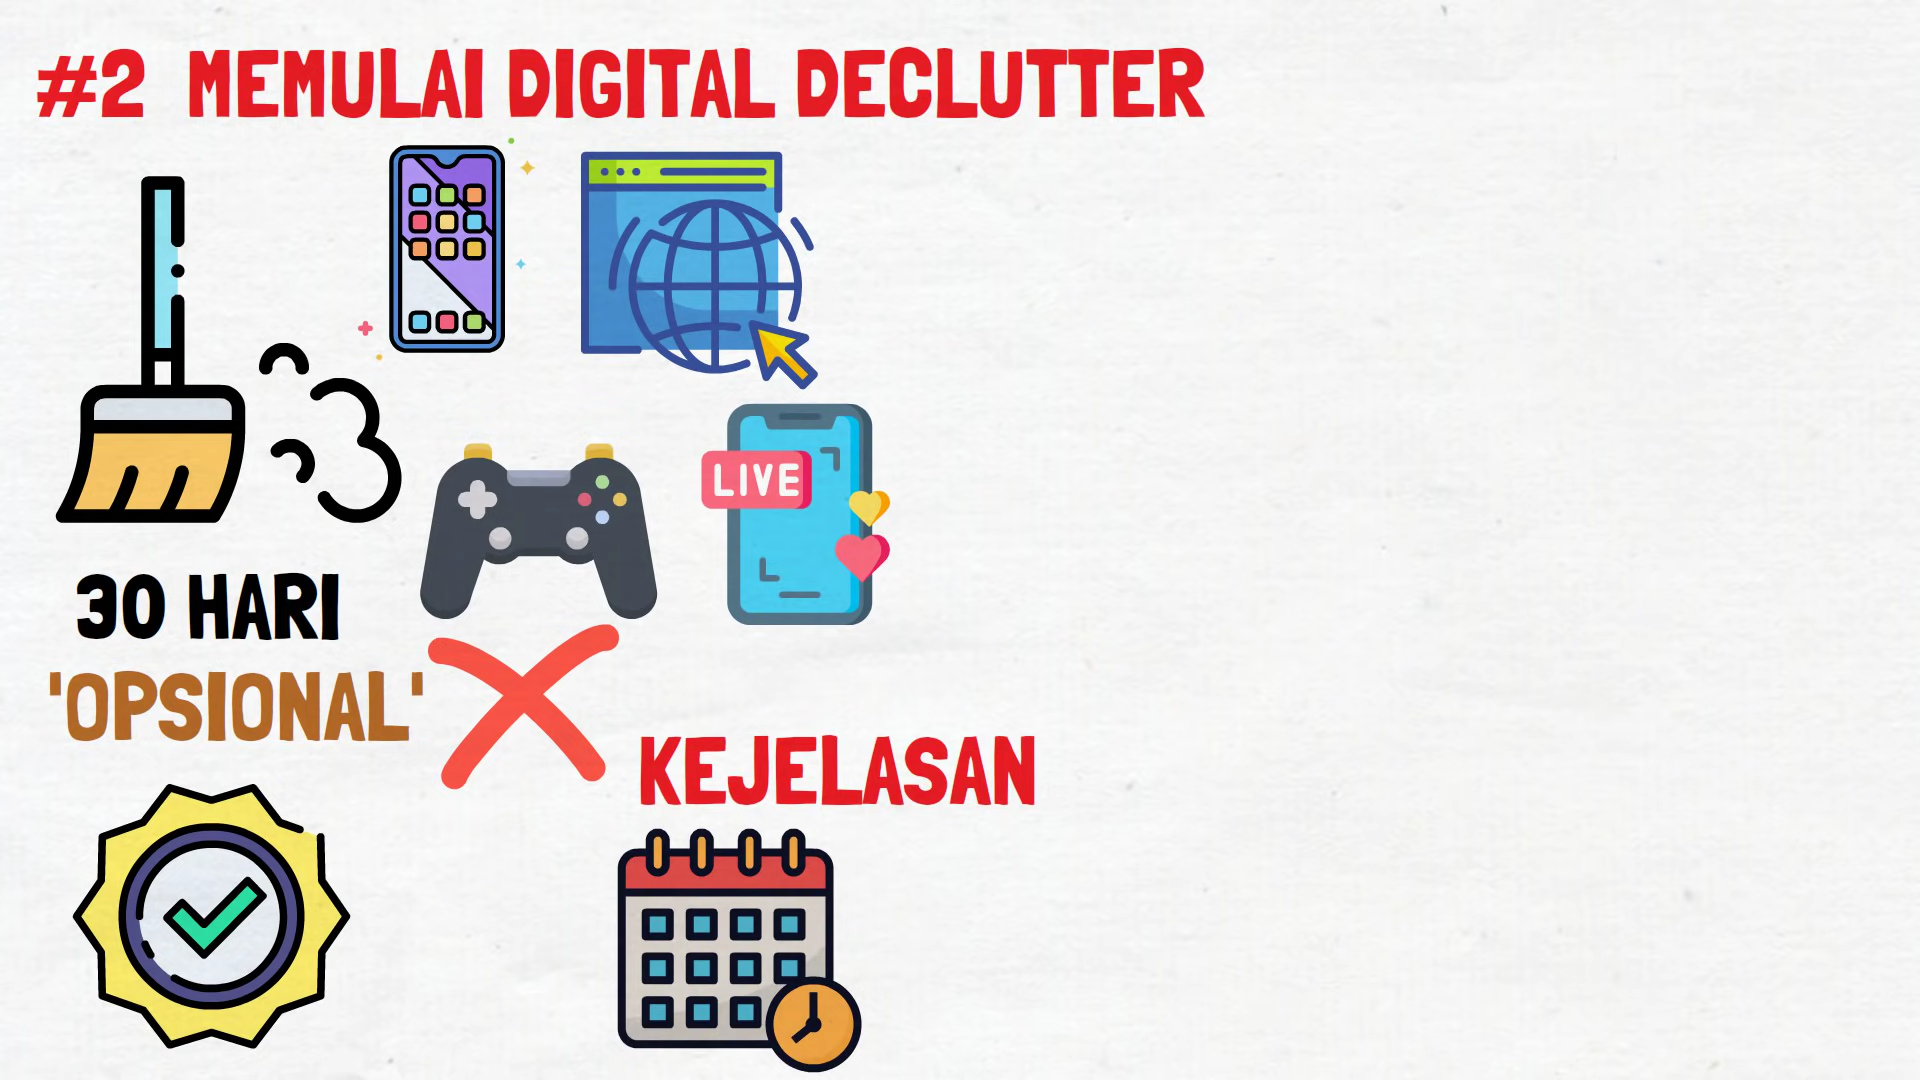 #2 MEMULAI DIGITAL DECLUTTER
LIVE
30 HARI
'OPSIONAL'
KEJELASAN